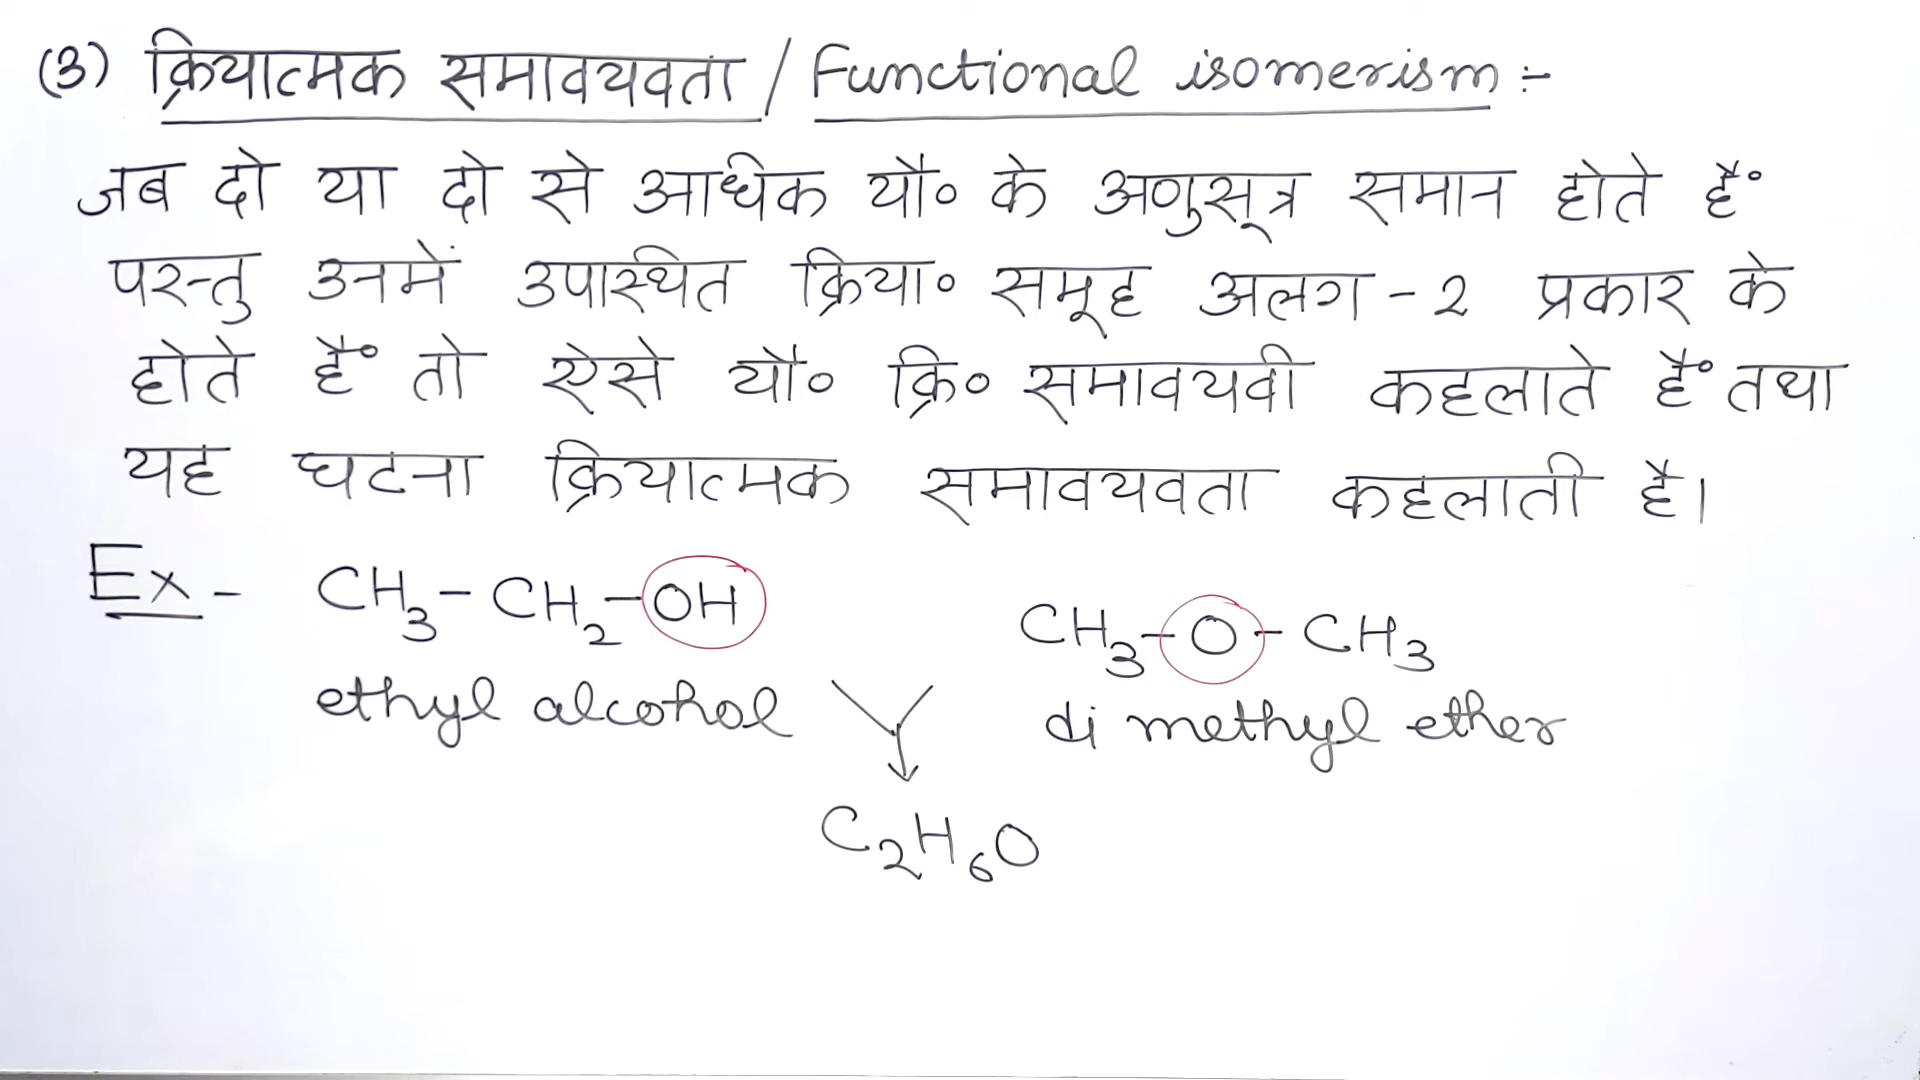 (3) क्रियात्मक समावयवता / Functional isomerism :-
जब दो या दो से अधिक यौ० के अणुसूत्र समान होते हैं
परन्तु उनमें उपस्थित क्रिया० समूह अलग-2 प्रकार के
होते हैं तो ऐसे यौ० क्रि० समावयवी कहलाते हैं तथा
यह घटना क्रियात्मक समावयवता कहलाती है।
Ex - CH₃-CH₂-OH CH₃-O-CH₃
ethyl alcohol di methyl ether
C₂H₆O